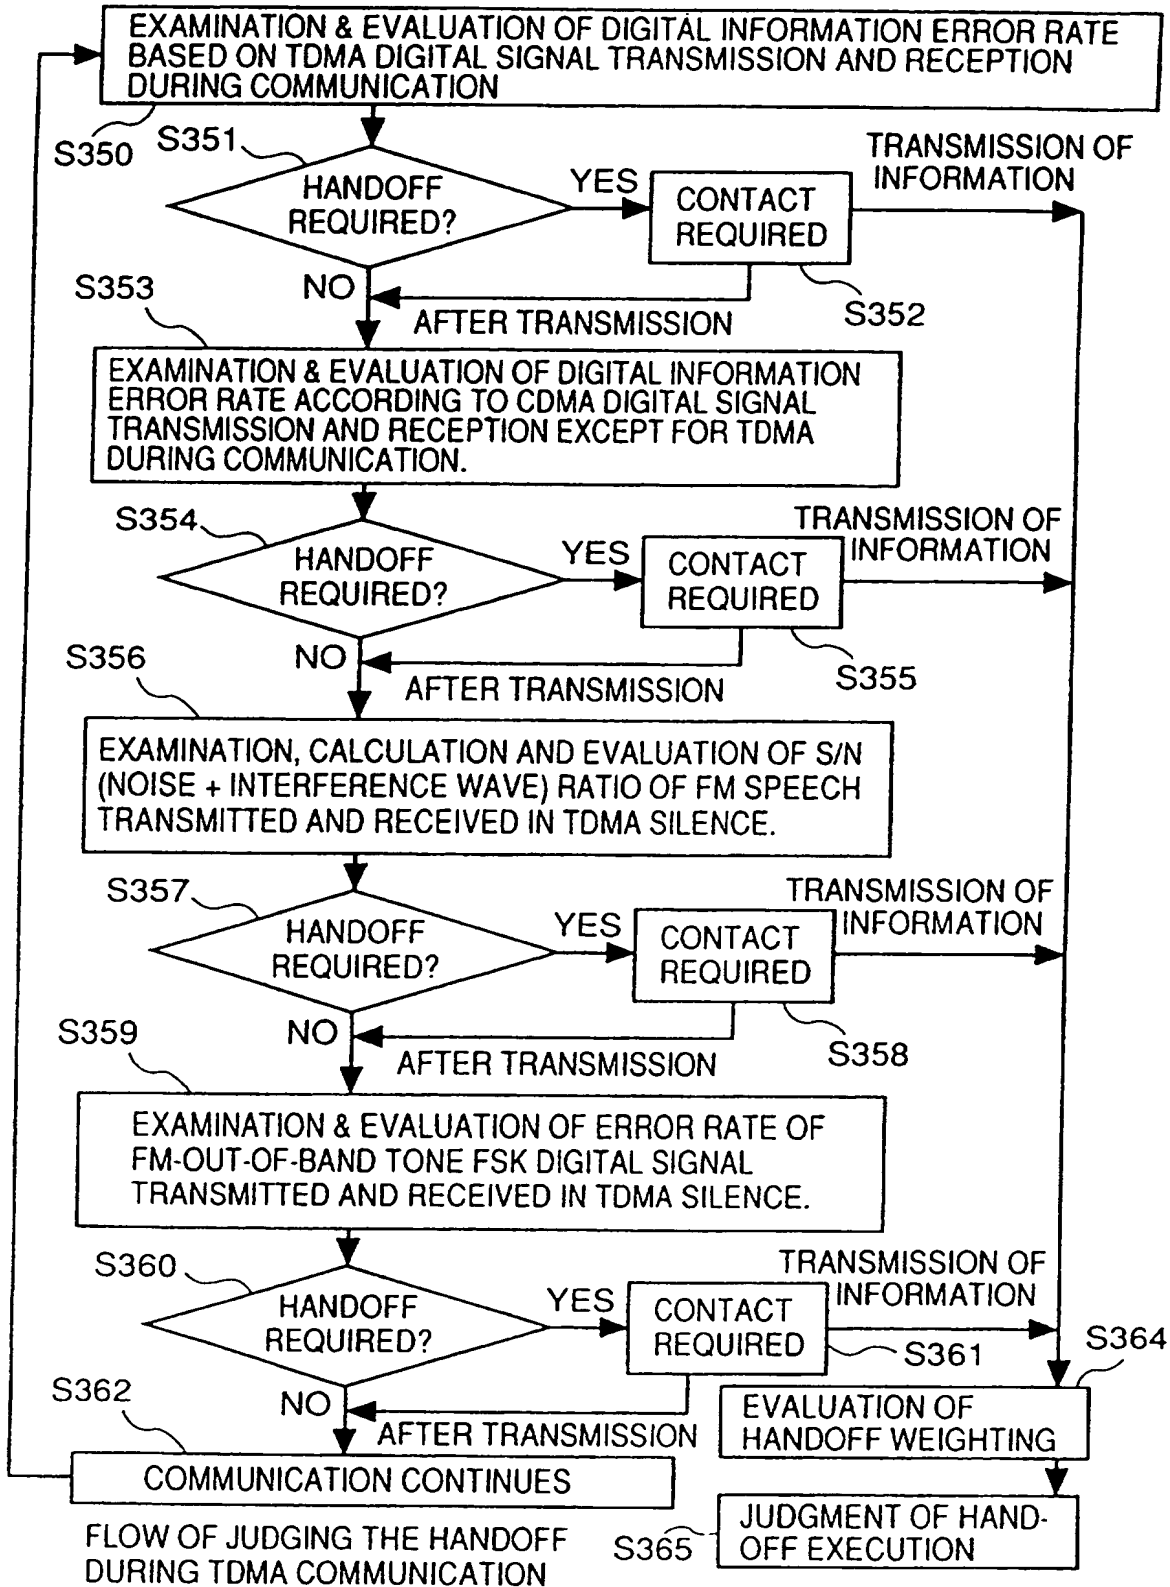 EXAMINATION & EVALUATION OF DIGITAL INFORMATION ERROR RATE
BASED ON TDMA DIGITAL SIGNAL TRANSMISSION AND RECEPTION
DURING COMMUNICATION
S350
S351
HANDOFF
REQUIRED?
YES
CONTACT
REQUIRED
TRANSMISSION OF
INFORMATION
S352
NO
AFTER TRANSMISSION
S353
EXAMINATION & EVALUATION OF DIGITAL INFORMATION
ERROR RATE ACCORDING TO CDMA DIGITAL SIGNAL
TRANSMISSION AND RECEPTION EXCEPT FOR TDMA
DURING COMMUNICATION.
S354
HANDOFF
REQUIRED?
YES
CONTACT
REQUIRED
TRANSMISSION OF
INFORMATION
S355
NO
AFTER TRANSMISSION
S356
EXAMINATION, CALCULATION AND EVALUATION OF S/N
(NOISE + INTERFERENCE WAVE) RATIO OF FM SPEECH
TRANSMITTED AND RECEIVED IN TDMA SILENCE.
S357
HANDOFF
REQUIRED?
YES
CONTACT
REQUIRED
TRANSMISSION OF
INFORMATION
S358
NO
AFTER TRANSMISSION
S359
EXAMINATION & EVALUATION OF ERROR RATE OF
FM-OUT-OF-BAND TONE FSK DIGITAL SIGNAL
TRANSMITTED AND RECEIVED IN TDMA SILENCE.
S360
HANDOFF
REQUIRED?
YES
CONTACT
REQUIRED
TRANSMISSION OF
INFORMATION
S361
NO
AFTER TRANSMISSION
S362
COMMUNICATION CONTINUES
S364
EVALUATION OF
HANDOFF WEIGHTING
S365
JUDGMENT OF HAND-
OFF EXECUTION
FLOW OF JUDGING THE HANDOFF
DURING TDMA COMMUNICATION